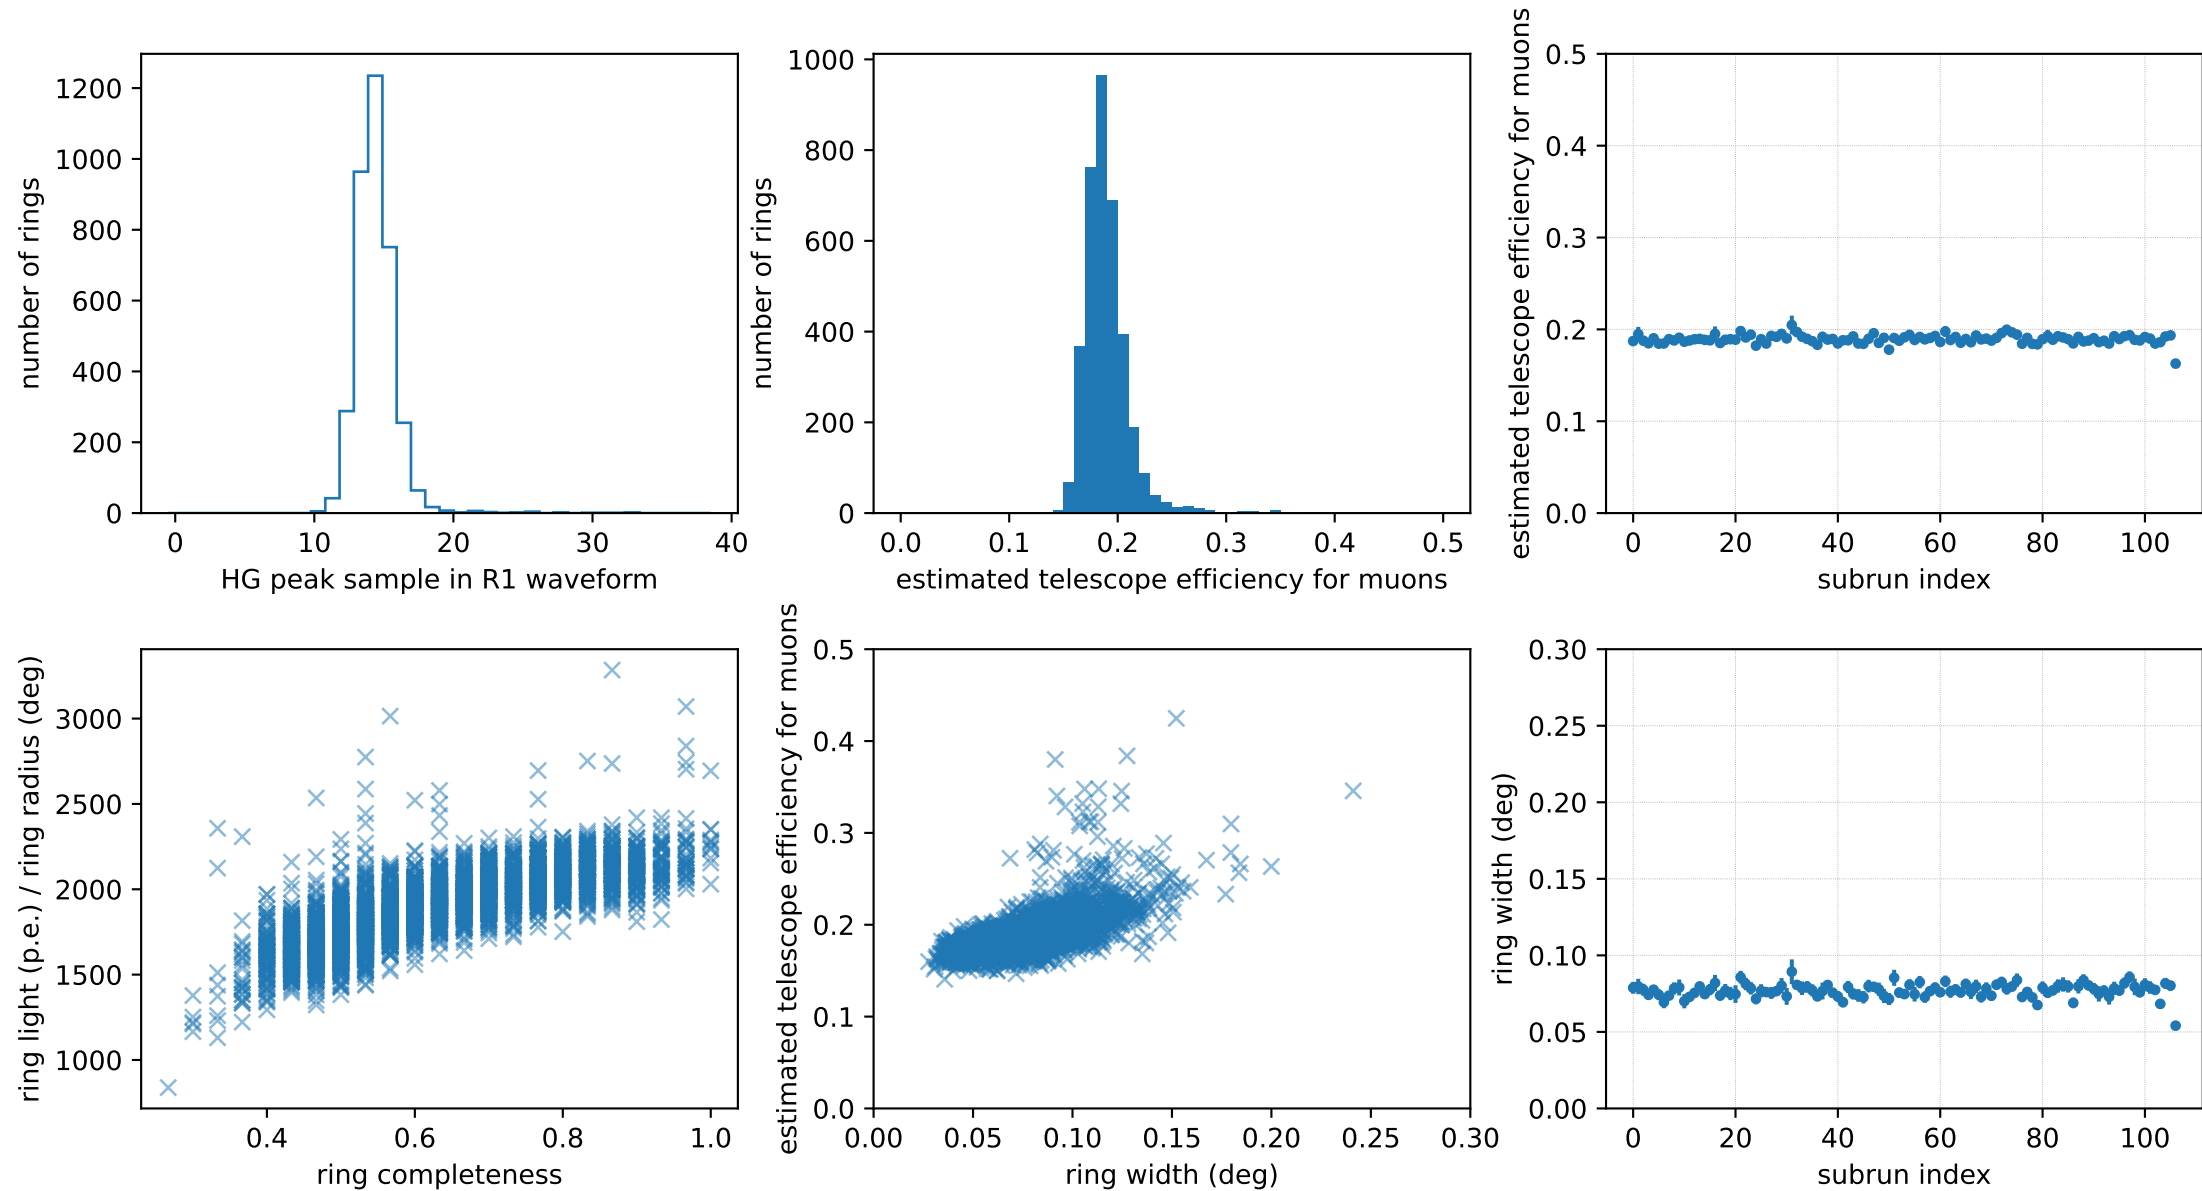 number of rings
1200
1000
800
600
400
200
0
0 10 20 30 40
HG peak sample in R1 waveform
number of rings
1000
800
600
400
200
0
0.0 0.1 0.2 0.3 0.4 0.5
estimated telescope efficiency for muons
estimated telescope efficiency for muons
0.5
0.4
0.3
0.2
0.1
0.0
0 20 40 60 80 100
subrun index
ring light (p.e.) / ring radius (deg)
3000
2500
2000
1500
1000
0.4 0.6 0.8 1.0
ring completeness
estimated telescope efficiency for muons
0.5
0.4
0.3
0.2
0.1
0.0
0.00 0.05 0.10 0.15 0.20 0.25 0.30
ring width (deg)
ring width (deg)
0.30
0.25
0.20
0.15
0.10
0.05
0.00
0 20 40 60 80 100
subrun index